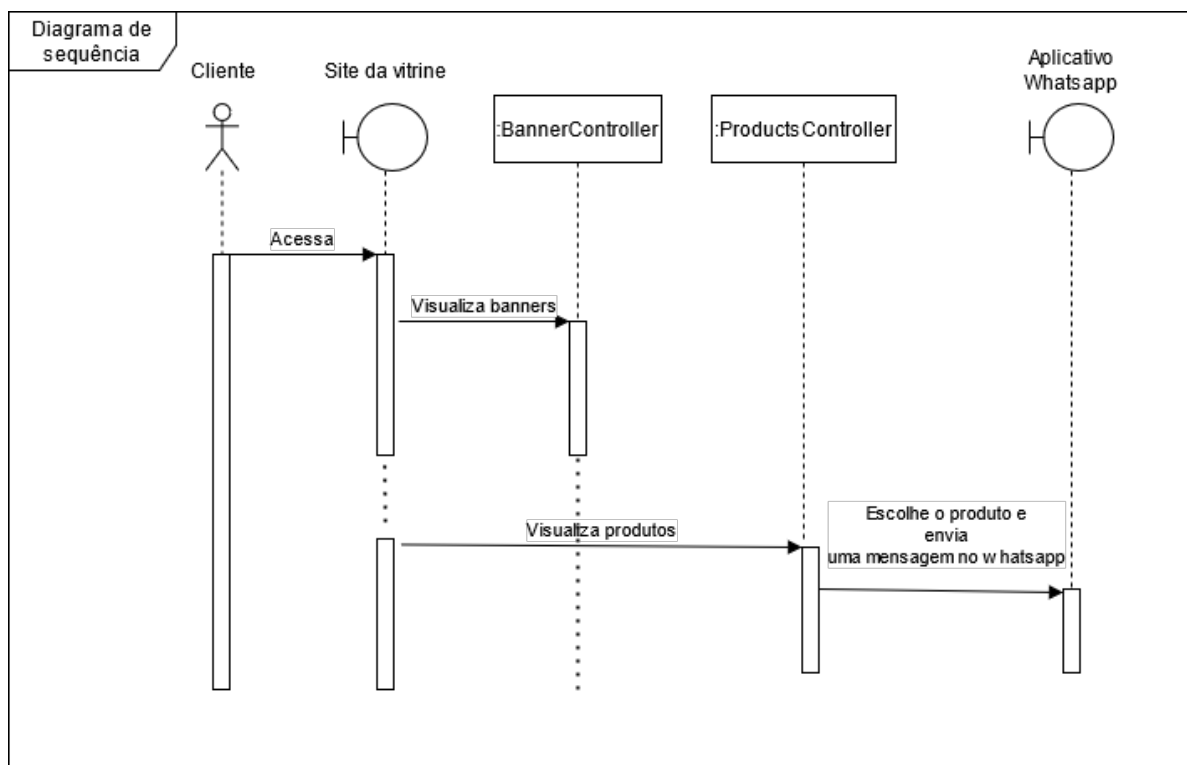 Diagrama de
sequência
Cliente
Site da vitrine
:BannerController
:ProductsController
Aplicativo
Whatsapp
Acessa
Visualiza banners
Visualiza produtos
Escolhe o produto e
envia
uma mensagem no whatsapp